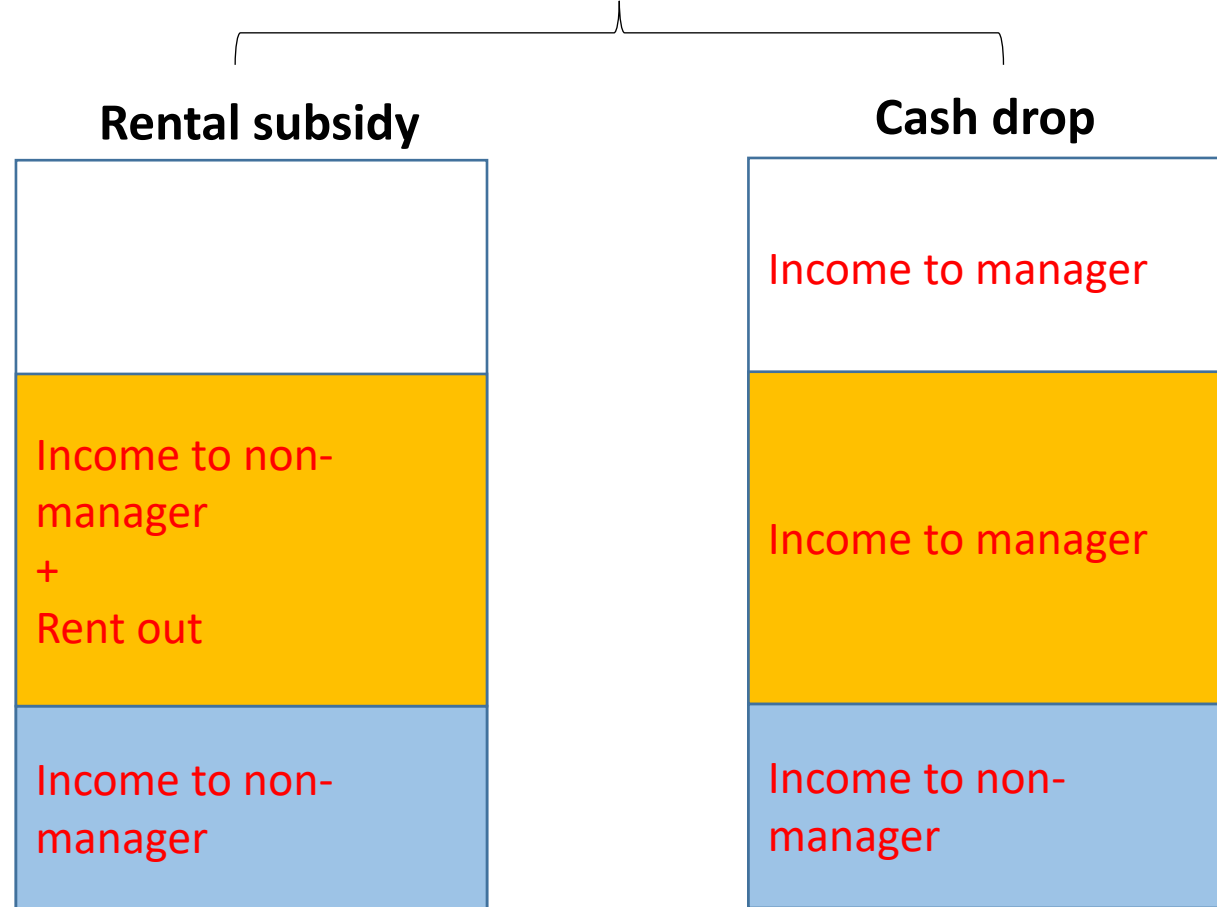 Rental subsidy
Cash drop
Income to manager
Income to non-
manager
+
Rent out
Income to manager
Income to non-
manager
Income to non-
manager